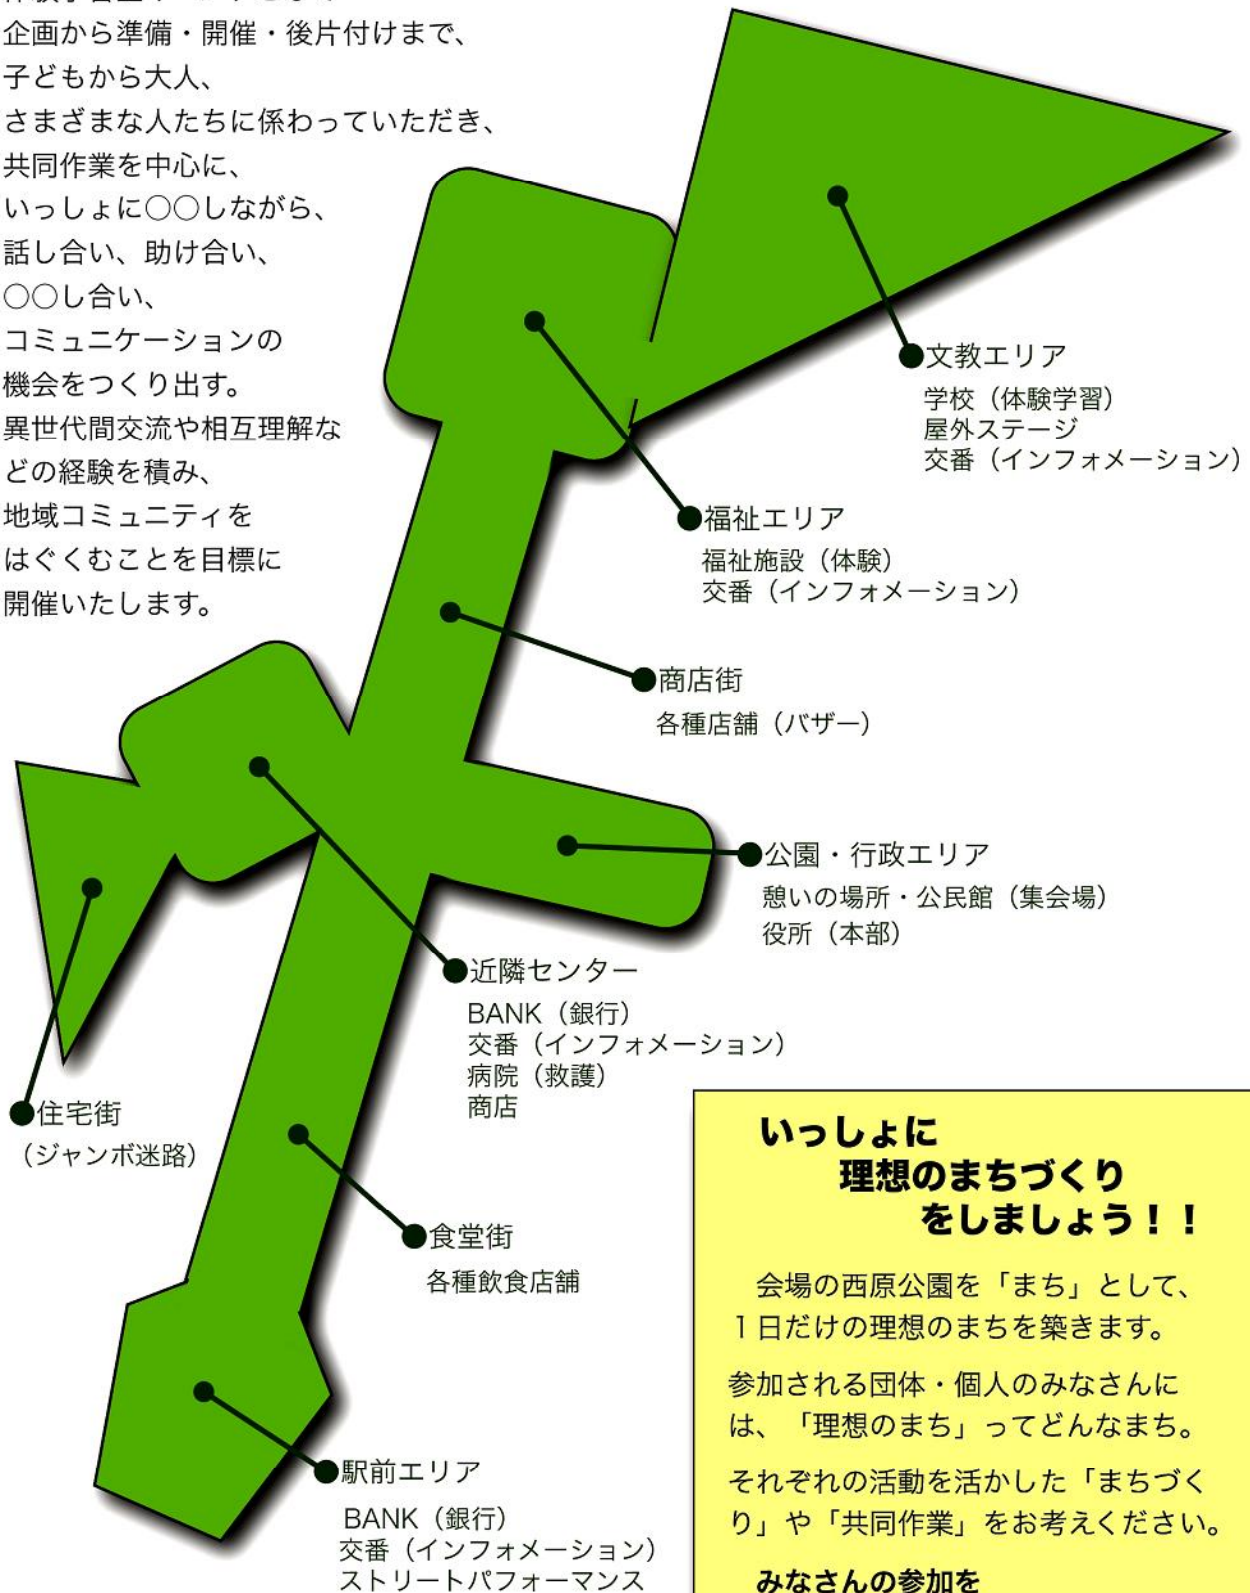 企画から準備・開催・後片付けまで、
子どもから大人、
さまざまな人たちに係わっていただき、
共同作業を中心に、
いっしょに○○しながら、
話し合い、助け合い、
○○し合い、
コミュニケーションの
機会をつくり出す。
異世代間交流や相互理解な
どの経験を積み、
地域コミュニティを
はぐくむことを目標に
開催いたします。
文教エリア
学校（体験学習）
屋外ステージ
交番（インフォメーション）
福祉エリア
福祉施設（体験）
交番（インフォメーション）
商店街
各種店舗（バザー）
公園・行政エリア
憩いの場所・公民館（集会場）
役所（本部）
近隣センター
BANK（銀行）
交番（インフォメーション）
病院（救護）
商店
住宅街
（ジャンボ迷路）
食堂街
各種飲食店舗
駅前エリア
BANK（銀行）
交番（インフォメーション）
ストリートパフォーマンス
いっしょに
理想のまちづくり
をしましょう！！
会場の西原公園を「まち」として、
１日だけの理想のまちを築きます。
参加される団体・個人のみなさんに
は、「理想のまち」ってどんなまち。
それぞれの活動を活かした「まちづく
り」や「共同作業」をお考えください。
みなさんの参加を